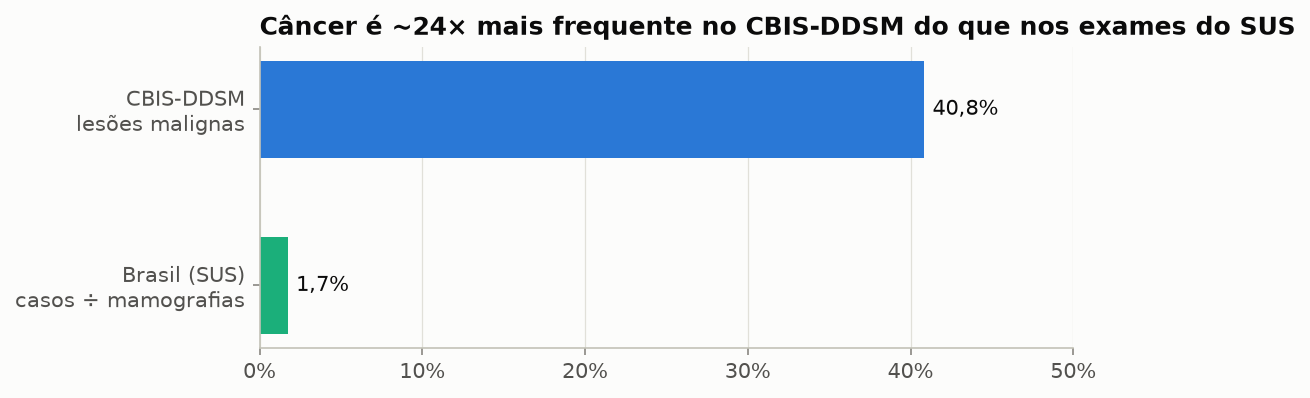 Câncer é ~24× mais frequente no CBIS-DDSM do que nos exames do SUS
CBIS-DDSM
lesões malignas
40,8%
Brasil (SUS)
casos ÷ mamografias
1,7%
0%
10%
20%
30%
40%
50%